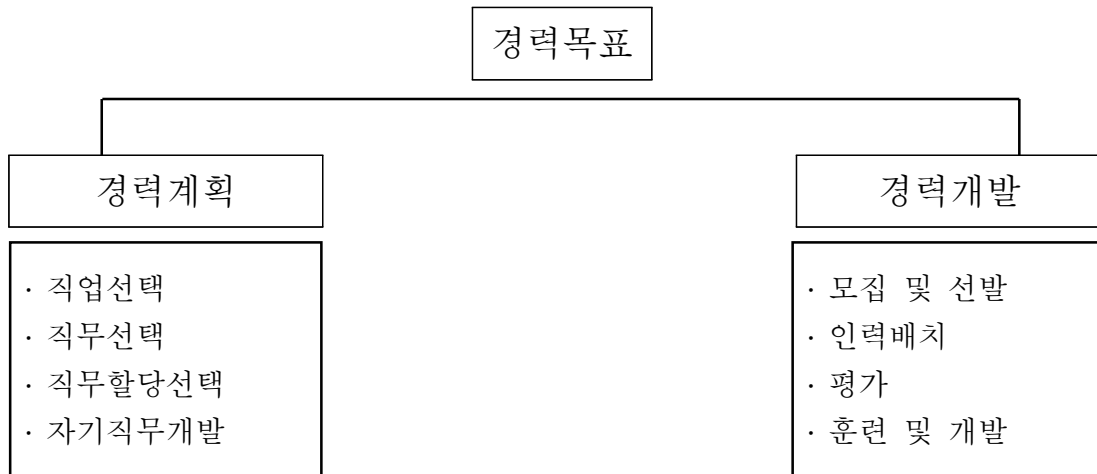 경력목표
경력계획
경력개발
· 직업선택
· 직무선택
· 직무할당선택
· 자기직무개발
· 모집 및 선발
· 인력배치
· 평가
· 훈련 및 개발